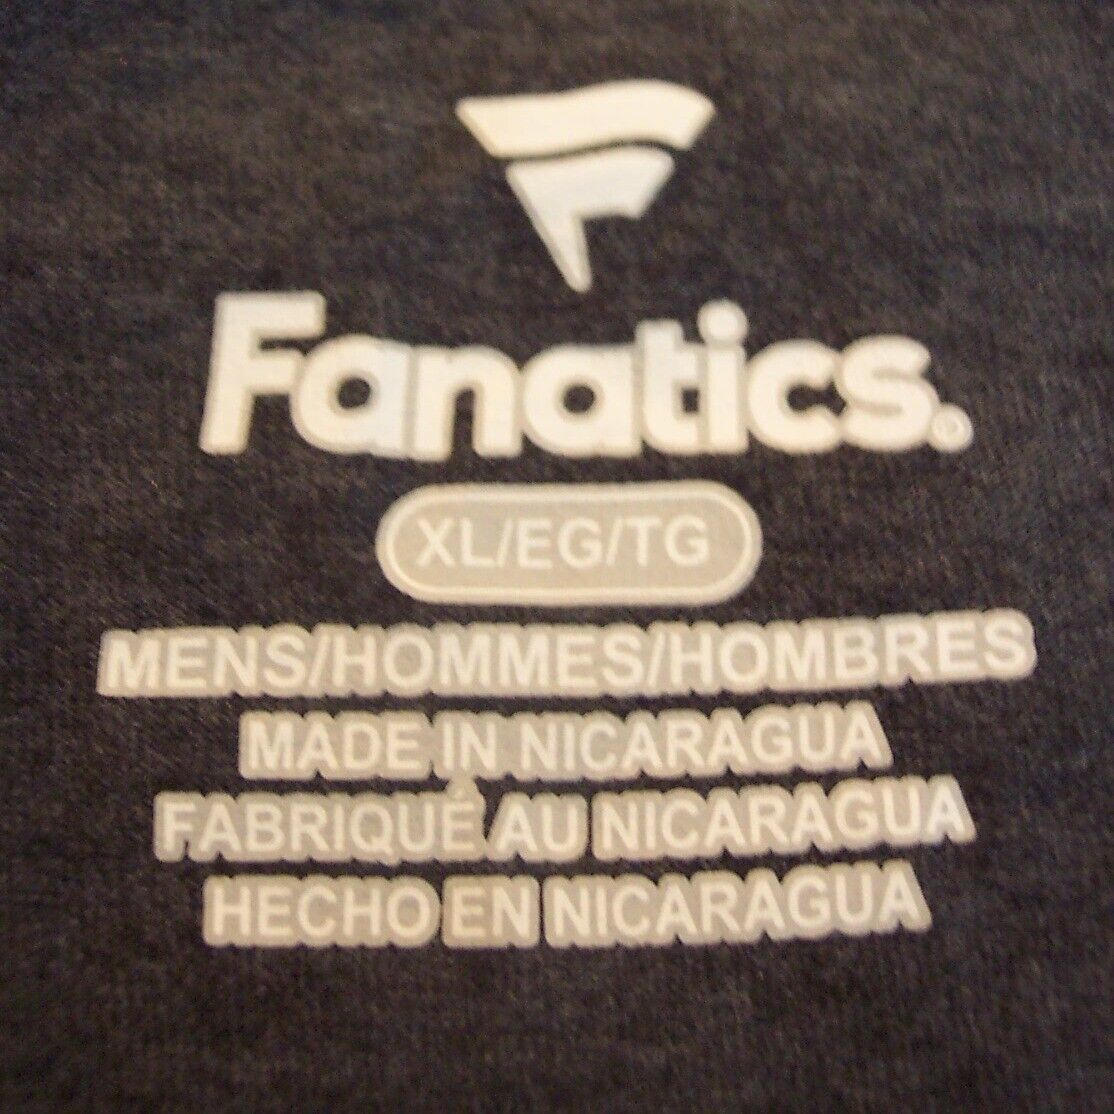 Fanatics®
XL/EG/TG
MENS/HOMMES/HOMBRES
MADE IN NICARAGUA
FABRIQUÉ AU NICARAGUA
HECHO EN NICARAGUA